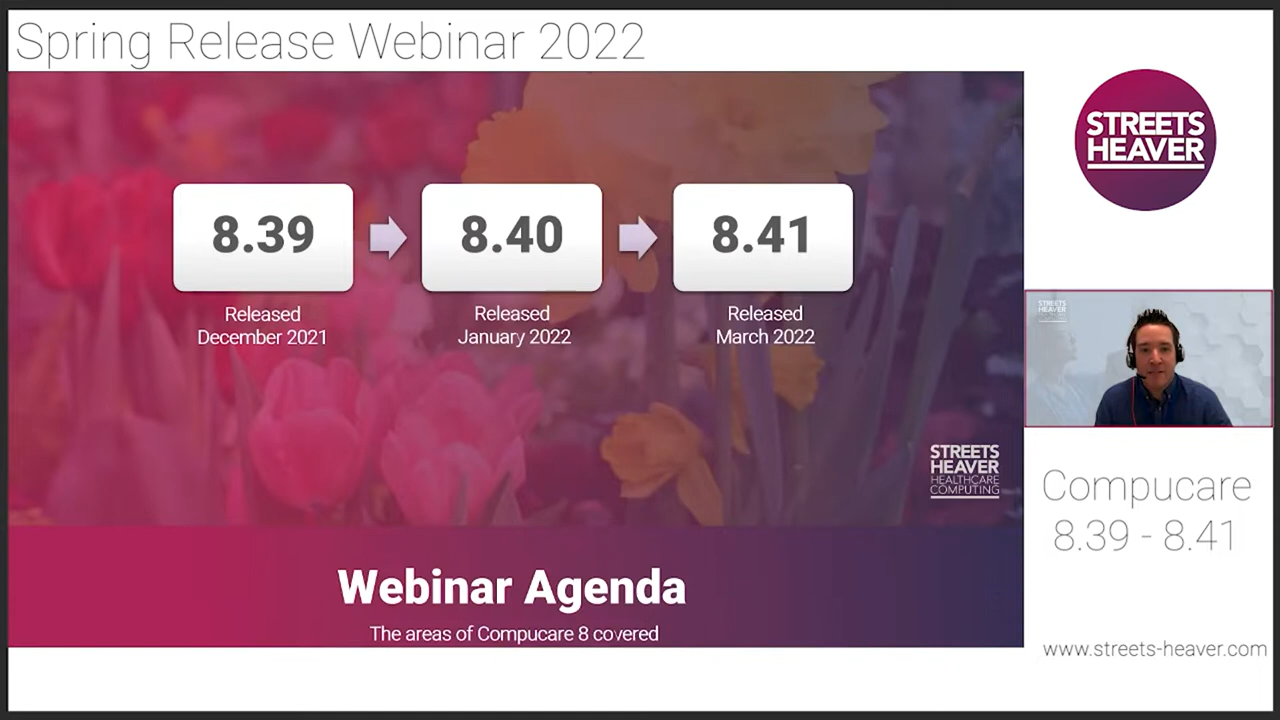 Spring Release Webinar 2022
8.39
8.40
8.41
Released
December 2021
Released
January 2022
Released
March 2022
STREETS
HEAVER
HEALTHCARE
COMPUTING
Webinar Agenda
The areas of Compucare 8 covered
STREETS
HEAVER
STREETS
HEAVER
Compucare
8.39 - 8.41
www.streets-heaver.com